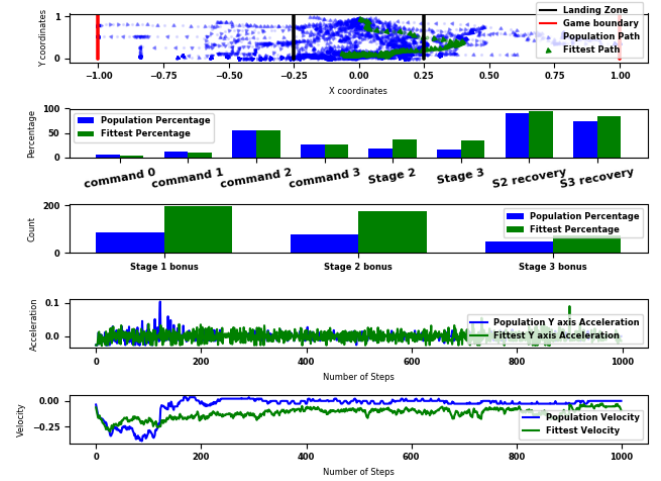 Landing Zone
Game boundary
Population Path
Fittest Path
Y coordinates
1
0
−1.00 −0.75 −0.50 −0.25 0.00 0.25 0.50 0.75 1.00
X coordinates
Percentage
100
50
0
Population Percentage
Fittest Percentage
command 0 command 1 command 2 command 3 Stage 2 Stage 3 S2 recovery S3 recovery
Count
200
0
Population Percentage
Fittest Percentage
Stage 1 bonus Stage 2 bonus Stage 3 bonus
Acceleration
0.1
0.0
Population Y axis Acceleration
Fittest Y axis Acceleration
0 200 400 600 800 1000
Number of Steps
Velocity
0.00
−0.25
Population Velocity
Fittest Velocity
0 200 400 600 800 1000
Number of Steps